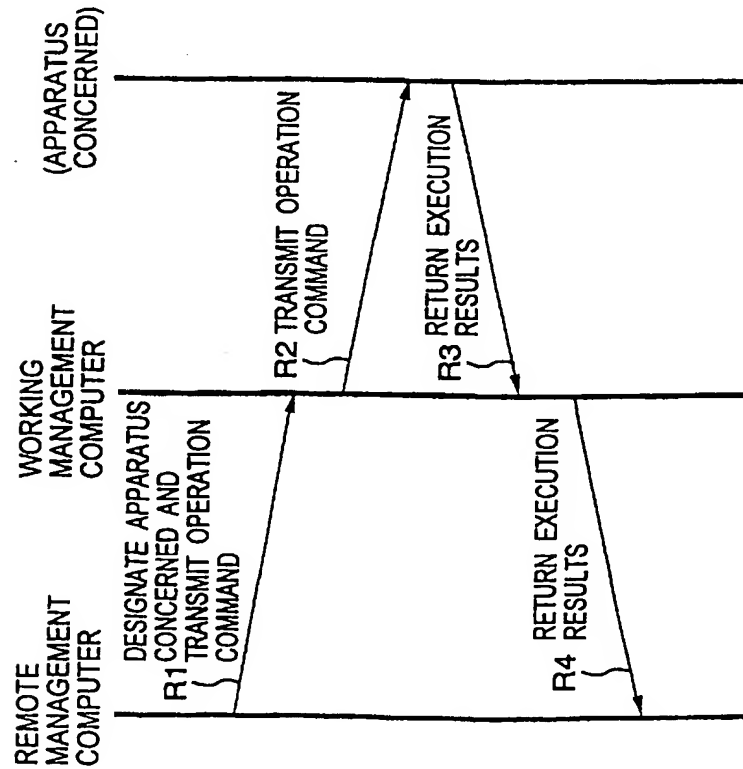 REMOTE
MANAGEMENT
COMPUTER
WORKING
MANAGEMENT
COMPUTER
(APPARATUS
CONCERNED)
DESIGNATE APPARATUS
CONCERNED AND
R1 TRANSMIT OPERATION
COMMAND
R2 TRANSMIT OPERATION
COMMAND
R3 RETURN EXECUTION
RESULTS
R4 RETURN EXECUTION
RESULTS